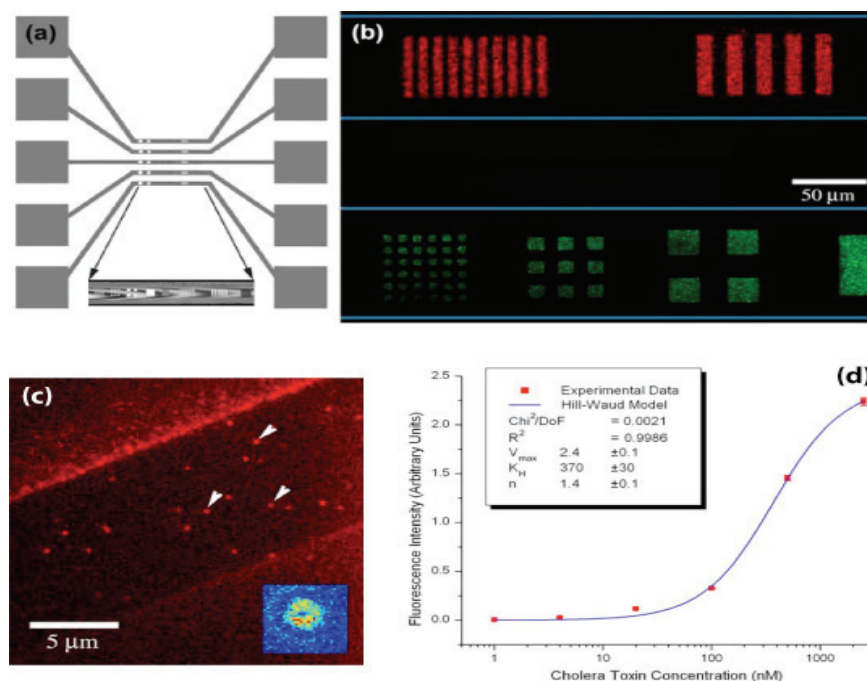 (a)
(b)
50 μm
(c)
5 μm
(d)
Fluorescence Intensity (Arbitrary Units)
2.5
2.0
1.5
1.0
0.5
0.0
Experimental Data
Hill-Waud Model
Chi²/DoF = 0.0021
R² = 0.9986
Vmax 2.4 ±0.1
KH 370 ±30
n 1.4 ±0.1
1 10 100 1000
Cholera Toxin Concentration (nM)